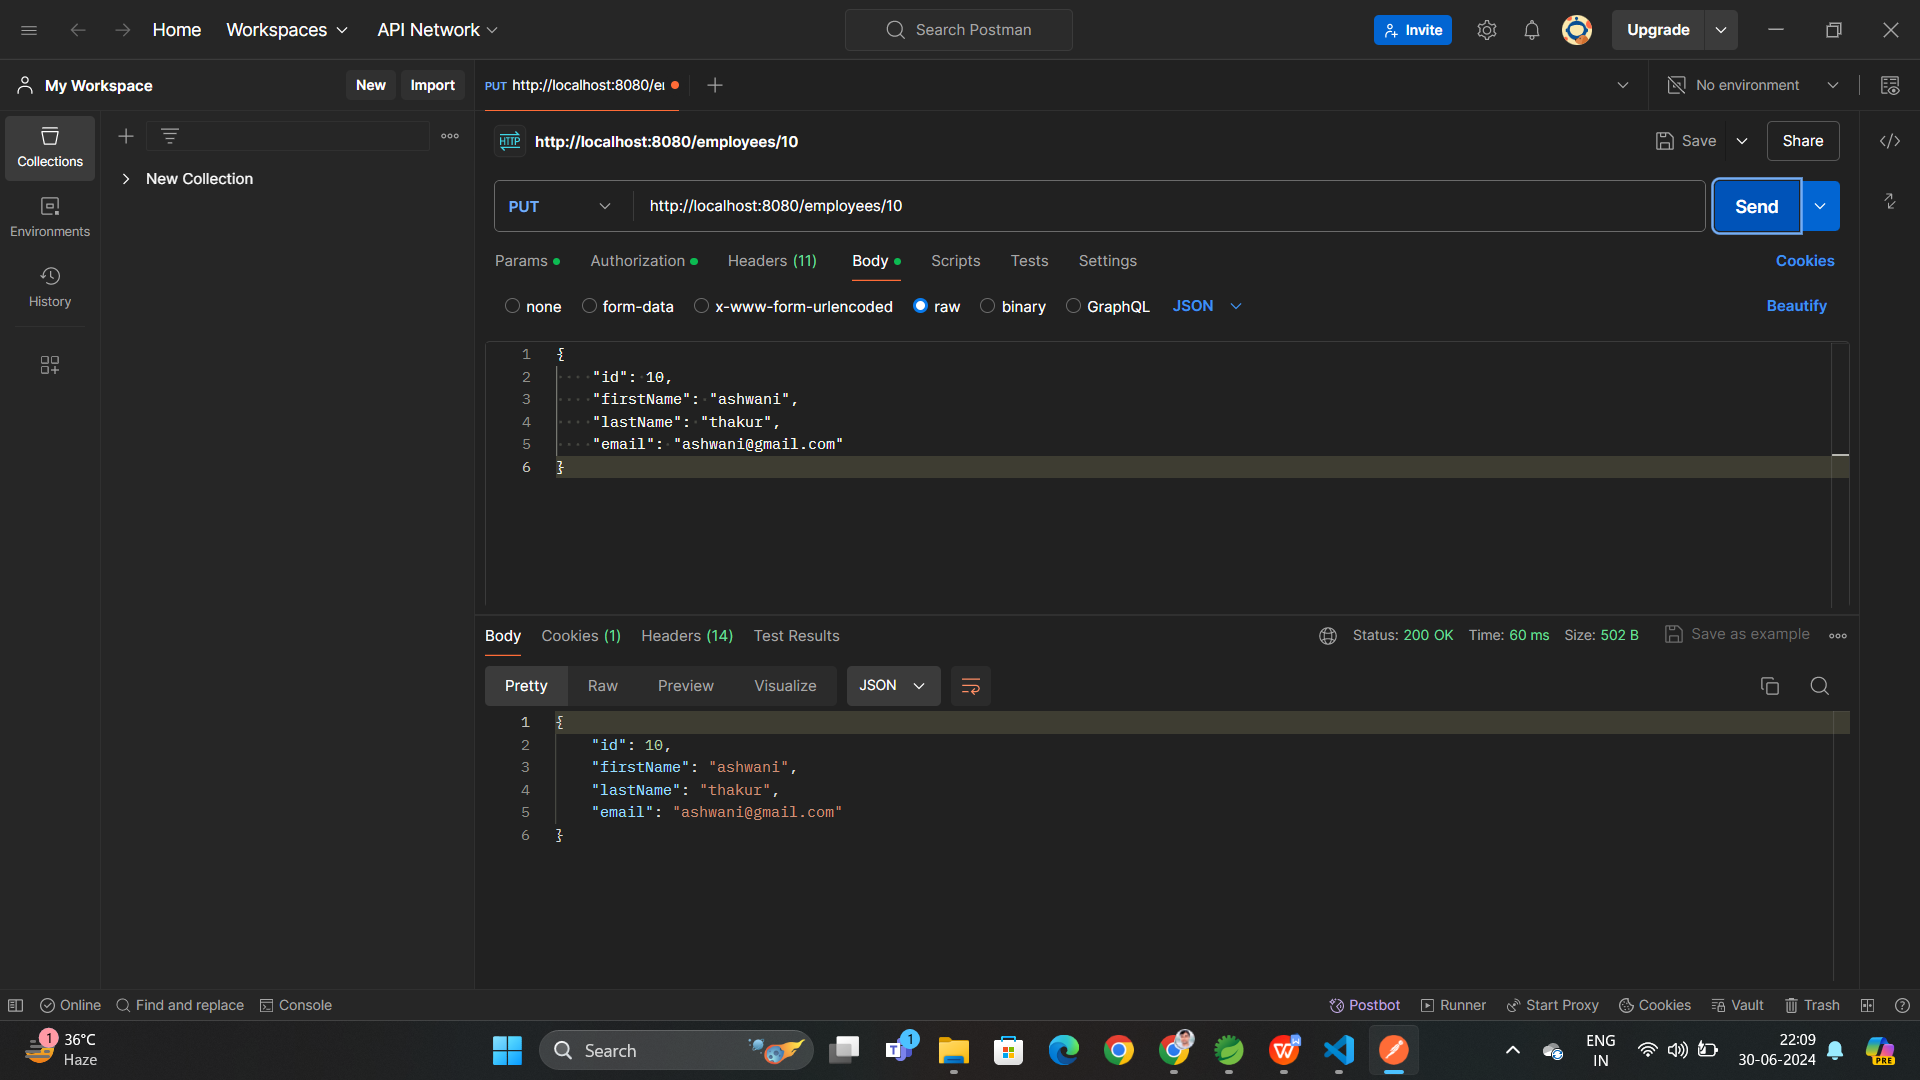 Home
Workspaces
API Network
Search Postman
Invite
Upgrade
My Workspace
New
Import
PUT http://localhost:8080/e
No environment
Collections
HTTP
http://localhost:8080/employees/10
Save
Share
New Collection
PUT
http://localhost:8080/employees/10
Send
Environments
Params
Authorization
Headers (11)
Body
Scripts
Tests
Settings
Cookies
History
none
form-data
x-www-form-urlencoded
raw
binary
GraphQL
JSON
Beautify
1 {
2 "id": 10,
3 "firstName": "ashwani",
4 "lastName": "thakur",
5 "email": "ashwani@gmail.com"
6 }
Body
Cookies (1)
Headers (14)
Test Results
Status: 200 OK
Time: 60 ms
Size: 502 B
Save as example
Pretty
Raw
Preview
Visualize
JSON
1 {
2 "id": 10,
3 "firstName": "ashwani",
4 "lastName": "thakur",
5 "email": "ashwani@gmail.com"
6 }
Online
Find and replace
Console
Postbot
Runner
Start Proxy
Cookies
Vault
Trash
1
36°C
Haze
Search
T
1
W
W
ENG
IN
22:09
30-06-2024
PRE